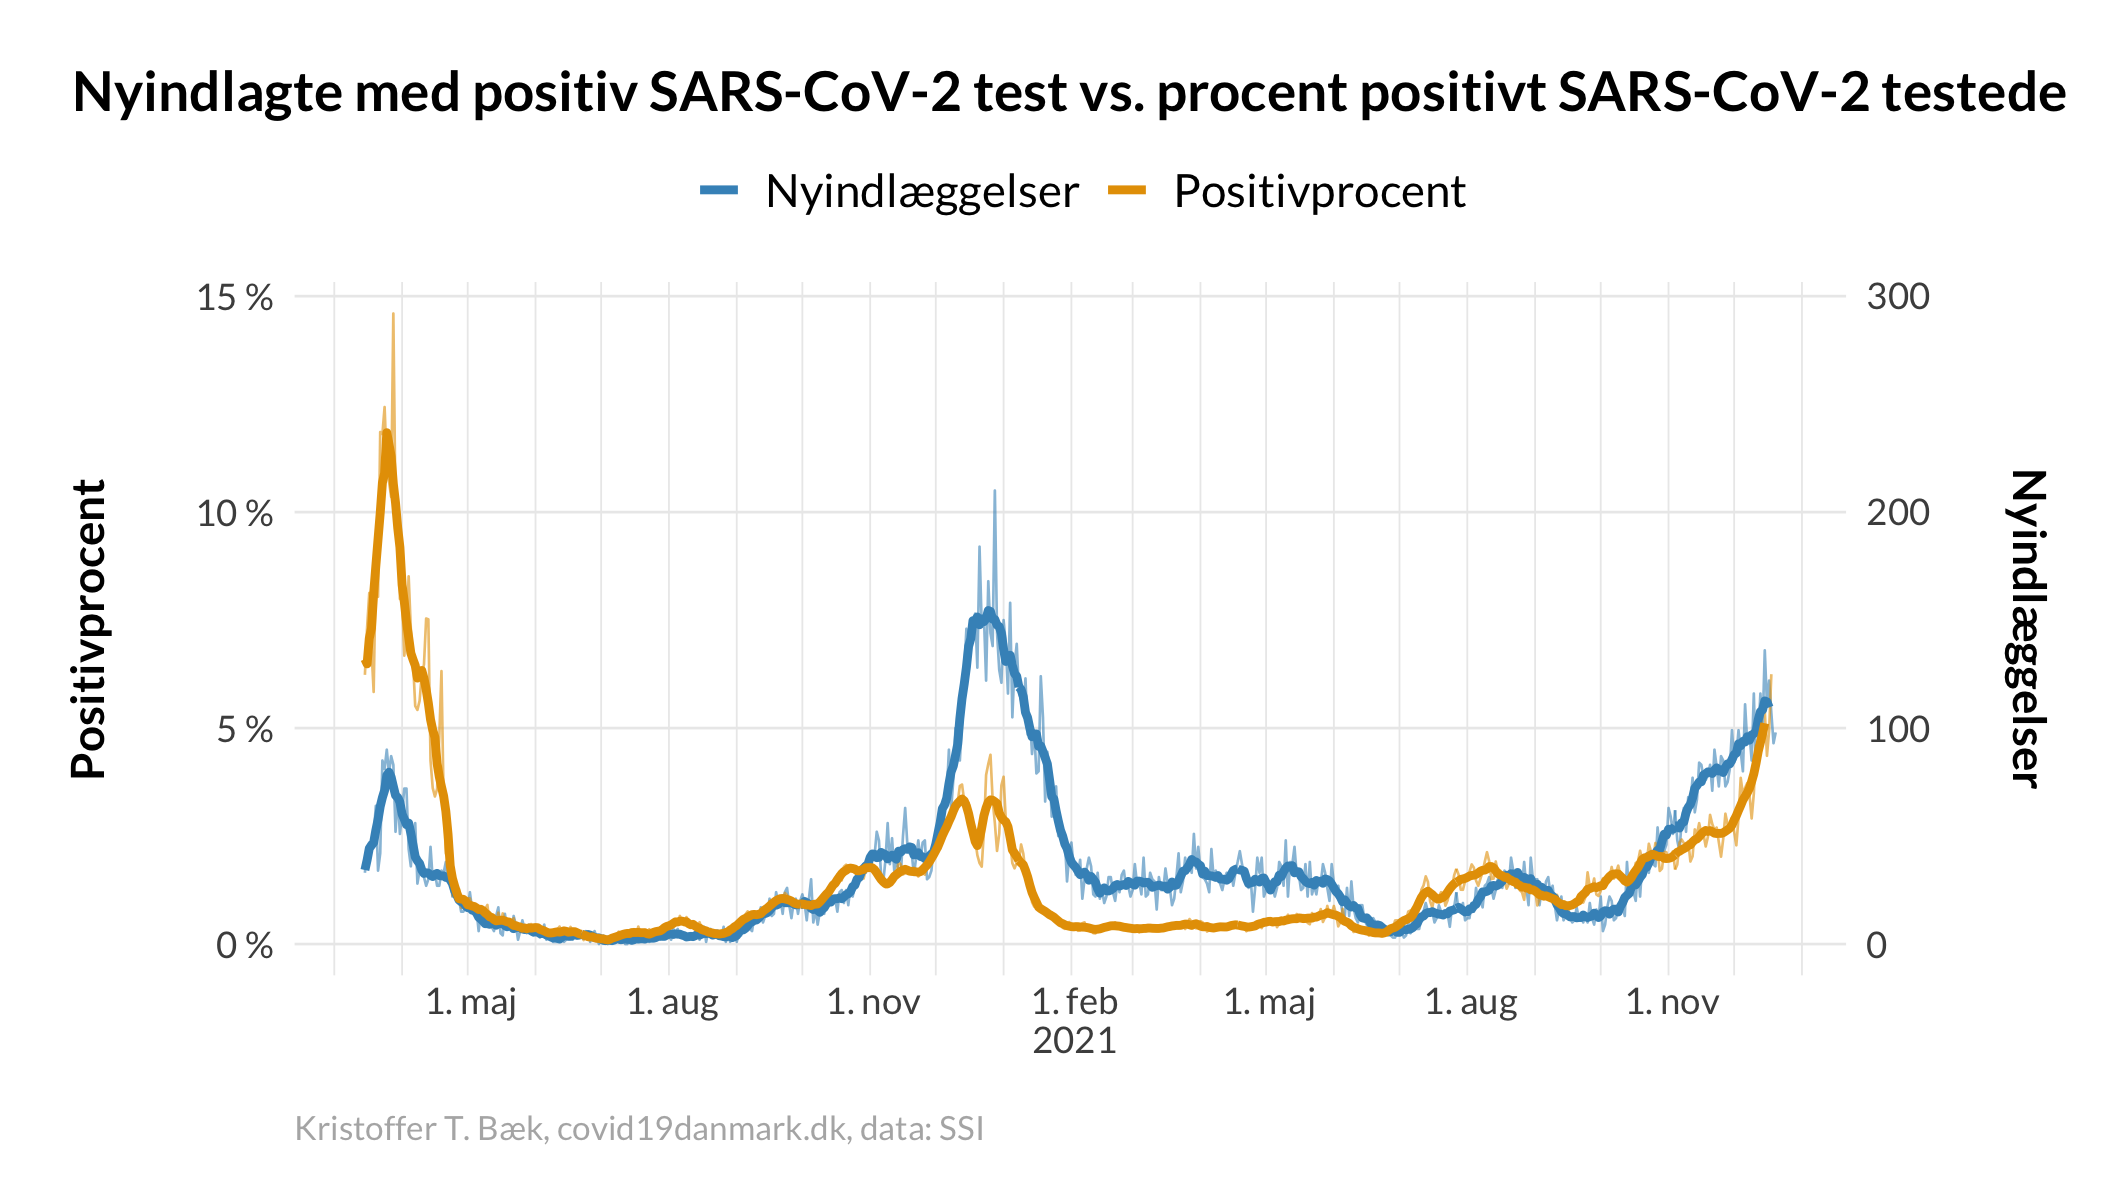 Nyindlagte med positiv SARS-CoV-2 test vs. procent positivt SARS-CoV-2 testede
Nyindlæggelser
Positivprocent
15 %
10 %
5 %
0 %
Positivprocent
300
200
100
0
Nyindlæggelser
1. maj
1. aug
1. nov
1. feb
2021
1. maj
1. aug
1. nov
Kristoffer T. Bæk, covid19danmark.dk, data: SSI